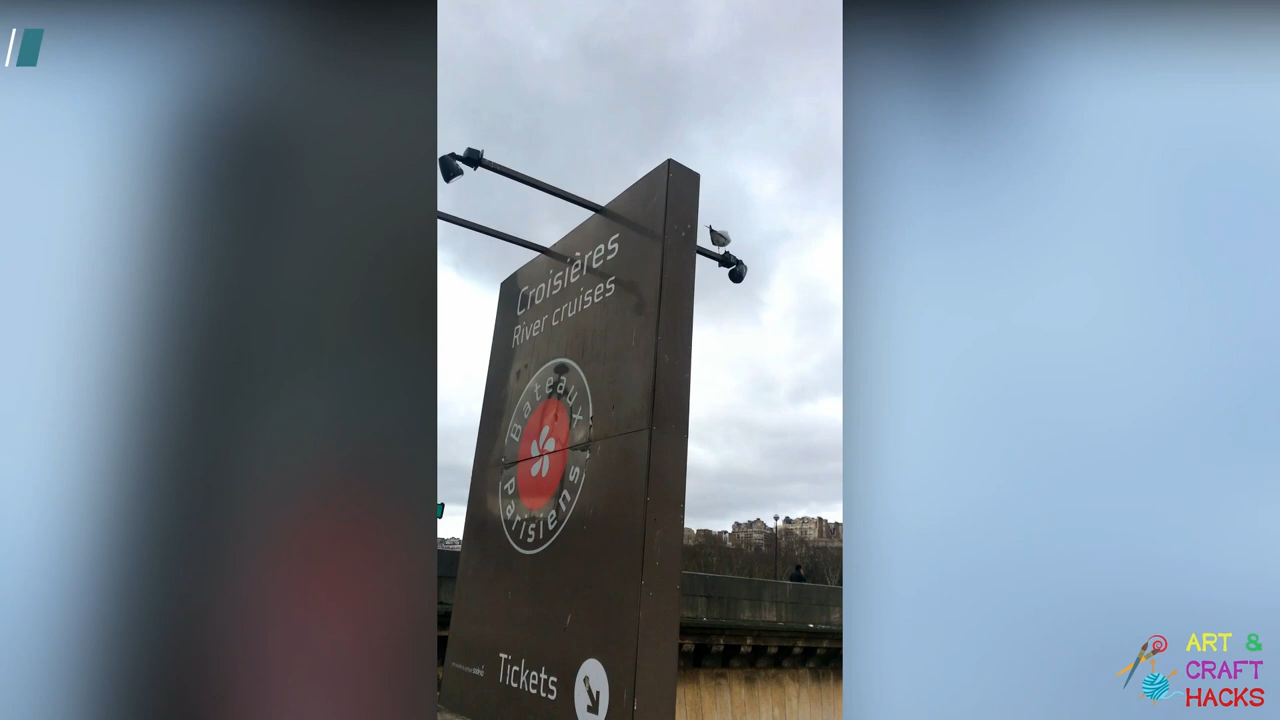 Croisières
River cruises
Bateaux
Parisiens
Tickets
ART &
CRAFT
HACKS